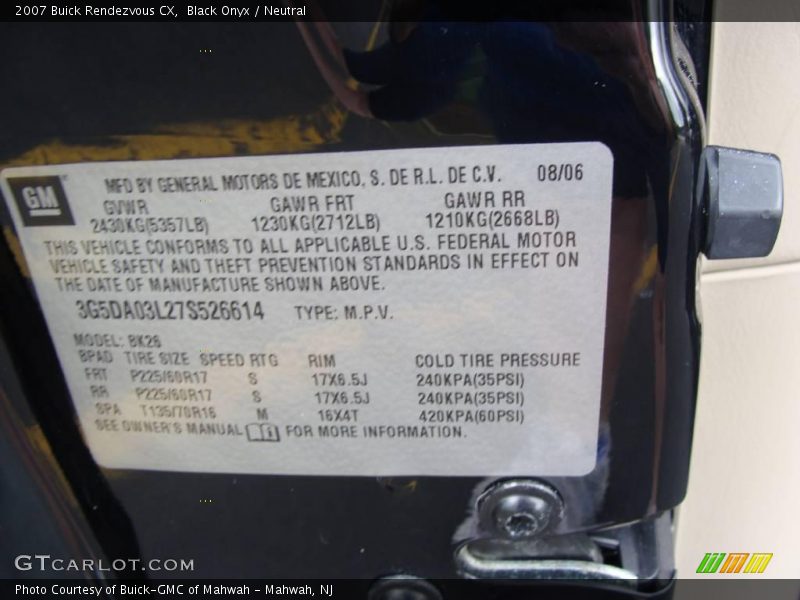 2007 Buick Rendezvous CX,  Black Onyx / Neutral
GM
MFD BY GENERAL MOTORS DE MEXICO, S. DE R.L. DE C.V. 08/06
GVWR GAWR FRT GAWR RR
2430KG(5357LB) 1230KG(2712LB) 1210KG(2668LB)
THIS VEHICLE CONFORMS TO ALL APPLICABLE U.S. FEDERAL MOTOR
VEHICLE SAFETY AND THEFT PREVENTION STANDARDS IN EFFECT ON
THE DATE OF MANUFACTURE SHOWN ABOVE.
3G5DA03L27S526614 TYPE: M.P.V.
MODEL: BK26
BPAD TIRE SIZE SPEED RTG RIM COLD TIRE PRESSURE
FRT P225/60R17 S 17X6.5J 240KPA(35PSI)
RR P225/60R17 S 17X6.5J 240KPA(35PSI)
SPA T135/70R16 M 16X4T 420KPA(60PSI)
SEE OWNER'S MANUAL FOR MORE INFORMATION.
GTCARLOT.COM
Photo Courtesy of Buick-GMC of Mahwah - Mahwah, NJ